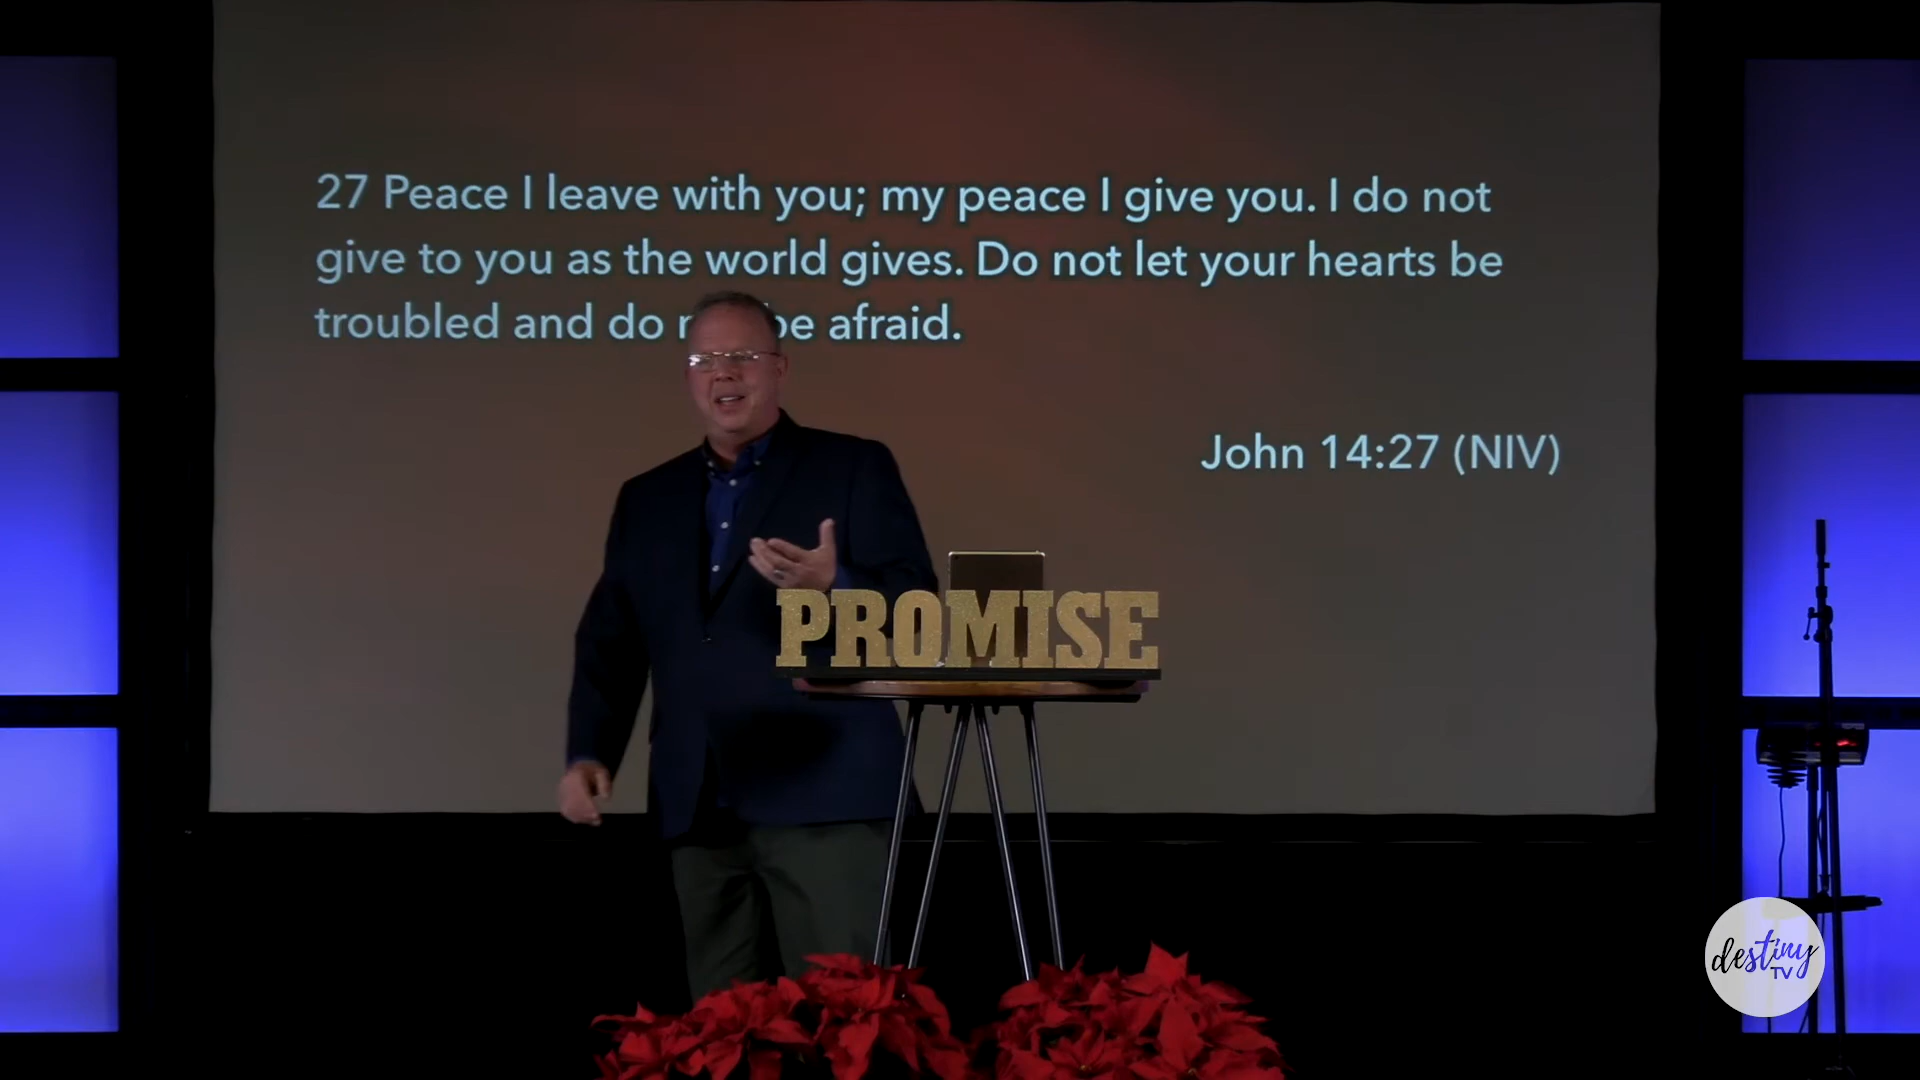 27 Peace I leave with you; my peace I give you. I do not
give to you as the world gives. Do not let your hearts be
troubled and do be afraid.
John 14:27 (NIV)
PROMISE
destiny
TV